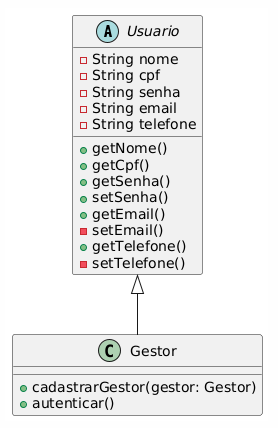 A Usuario
String nome
String cpf
String senha
String email
String telefone
getNome()
getCpf()
getSenha()
setSenha()
getEmail()
setEmail()
getTelefone()
setTelefone()
C Gestor
cadastrarGestor(gestor: Gestor)
autenticar()